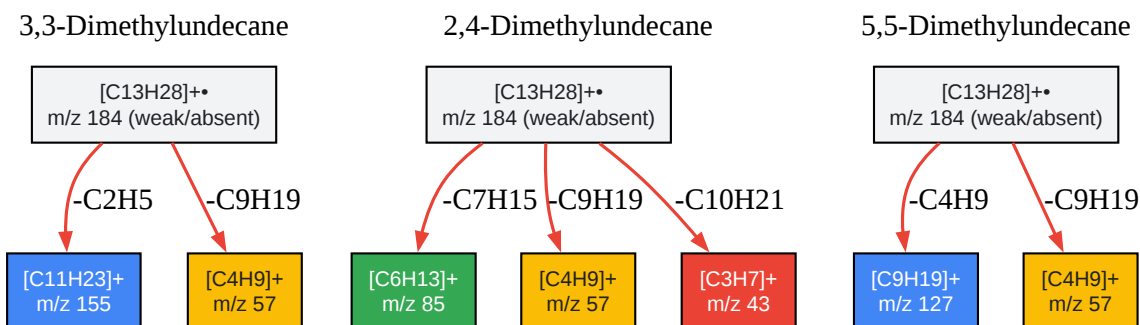 3,3-Dimethylundecane
2,4-Dimethylundecane
5,5-Dimethylundecane
[C13H28]+•
m/z 184 (weak/absent)
[C13H28]+•
m/z 184 (weak/absent)
[C13H28]+•
m/z 184 (weak/absent)
-C2H5
-C9H19
-C7H15
-C9H19
-C10H21
-C4H9
-C9H19
[C11H23]+
m/z 155
[C4H9]+
m/z 57
[C6H13]+
m/z 85
[C4H9]+
m/z 57
[C3H7]+
m/z 43
[C9H19]+
m/z 127
[C4H9]+
m/z 57